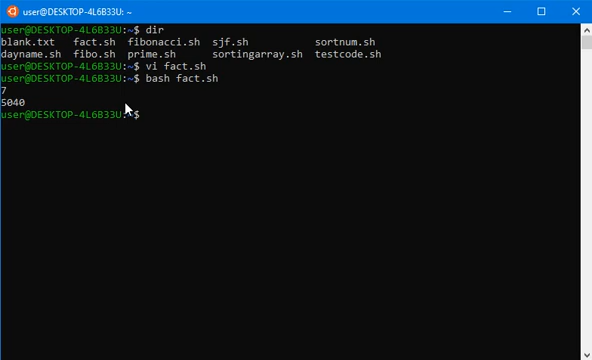 user@DESKTOP-4L6B33U: ~
user@DESKTOP-4L6B33U:~$ dir
blank.txt fact.sh fibonacci.sh sjf.sh sortnum.sh
dayname.sh fibo.sh prime.sh sortingarray.sh testcode.sh
user@DESKTOP-4L6B33U:~$ vi fact.sh
user@DESKTOP-4L6B33U:~$ bash fact.sh
7
5040
user@DESKTOP-4L6B33U:~$